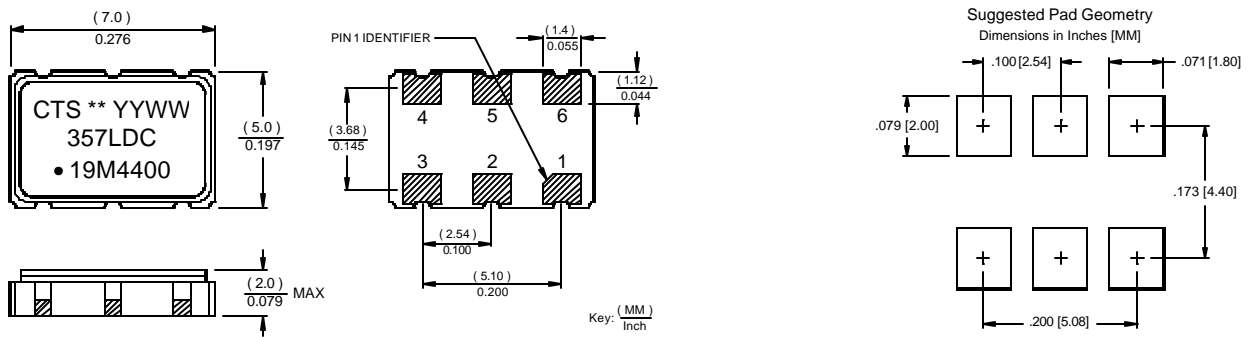 ( 7.0 )
0.276
CTS ** YYWW
357LDC
• 19M4400
( 5.0 )
0.197
( 2.0 )
0.079
MAX
PIN 1 IDENTIFIER
(1.4)
0.055
(1.12)
0.044
4 5 6
( 3.68 )
0.145
3 2 1
(2.54)
0.100
(5.10)
0.200
Key: ( MM )
Inch
Suggested Pad Geometry
Dimensions in Inches [MM]
.100 [2.54]
.071 [1.80]
.079 [2.00]
.173 [4.40]
.200 [5.08]